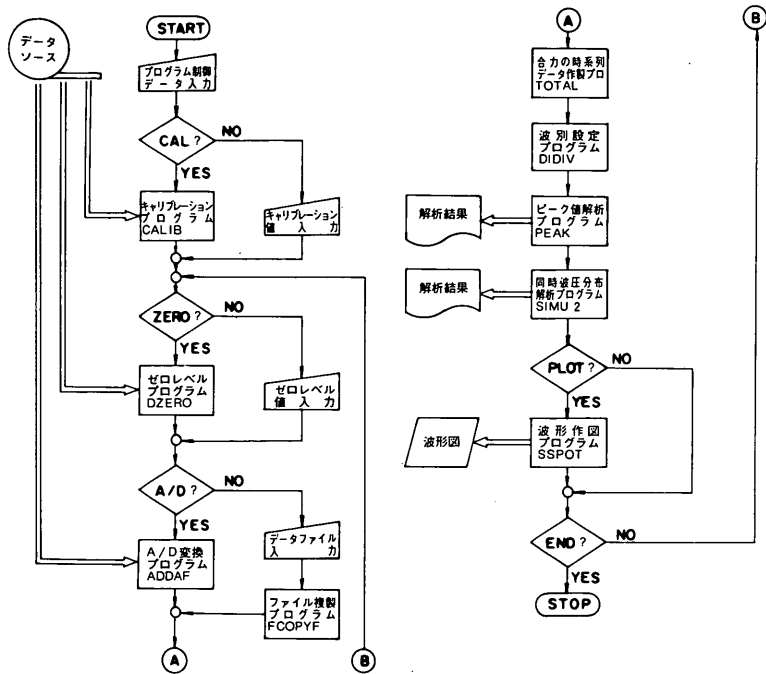 データ
ソース
START
プログラム制御
データ入力
CAL ?
NO
YES
キャリブレーション
プログラム
CALIB
キャリブレーション
値 入 力
ZERO ?
NO
YES
ゼロレベル
プログラム
DZERO
ゼロレベル
値 入 力
A/D ?
NO
YES
A/D変換
プログラム
ADDAF
データファイル
入 力
ファイル複製
プログラム
FCOPYF
A
B
A
B
合力の時系列
データ作製プロ
TOTAL
波別設定
プログラム
DIDIV
ピーク値解析
プログラム
PEAK
解析結果
同時波圧分布
解析プログラム
SIMU 2
解析結果
PLOT ?
NO
YES
波形作図
プログラム
SSPOT
波形図
END ?
NO
YES
STOP